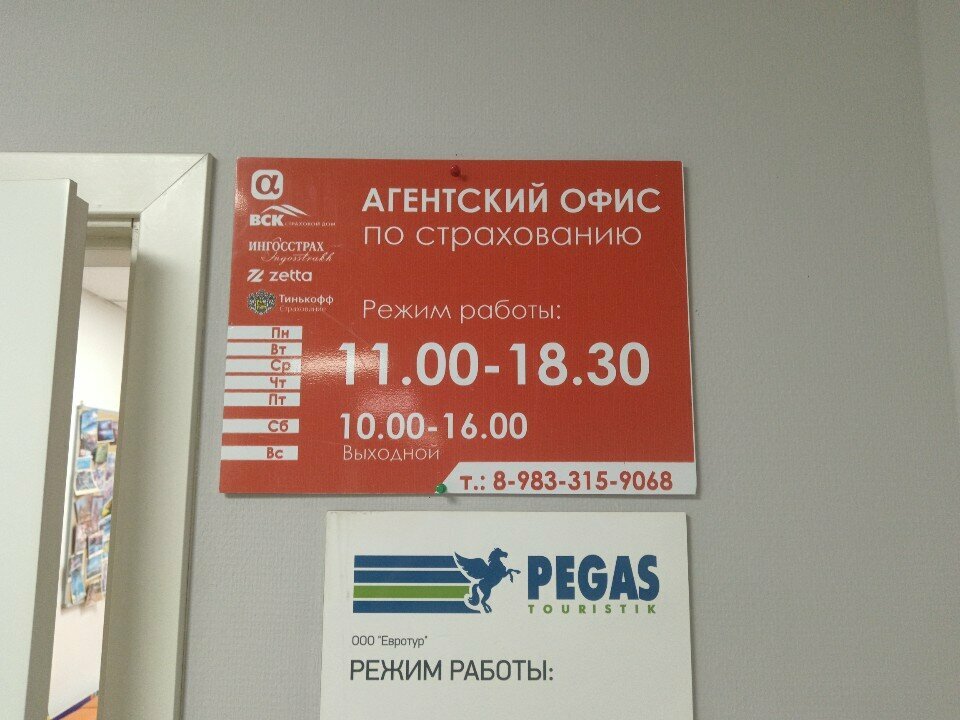 α
ВСК
СТРАХОВОЙ ДОМ
ИНГОССТРАХ
Ingosstrakh
zetta
Тинькофф
Страхование
АГЕНТСКИЙ ОФИС
по страхованию
Режим работы:
Пн
Вт
Ср
Чт
Пт
11.00-18.30
Сб
10.00-16.00
Вс
Выходной
т.: 8-983-315-9068
PEGAS
TOURISTIK
ООО "Евротур"
РЕЖИМ РАБОТЫ: